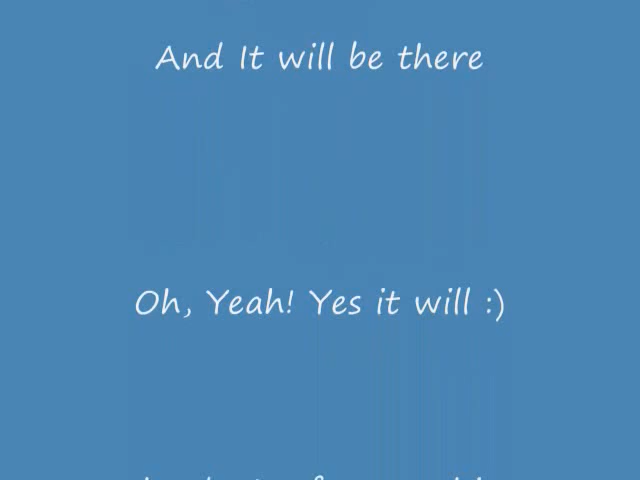 And It will be there
Oh, Yeah! Yes it will :)